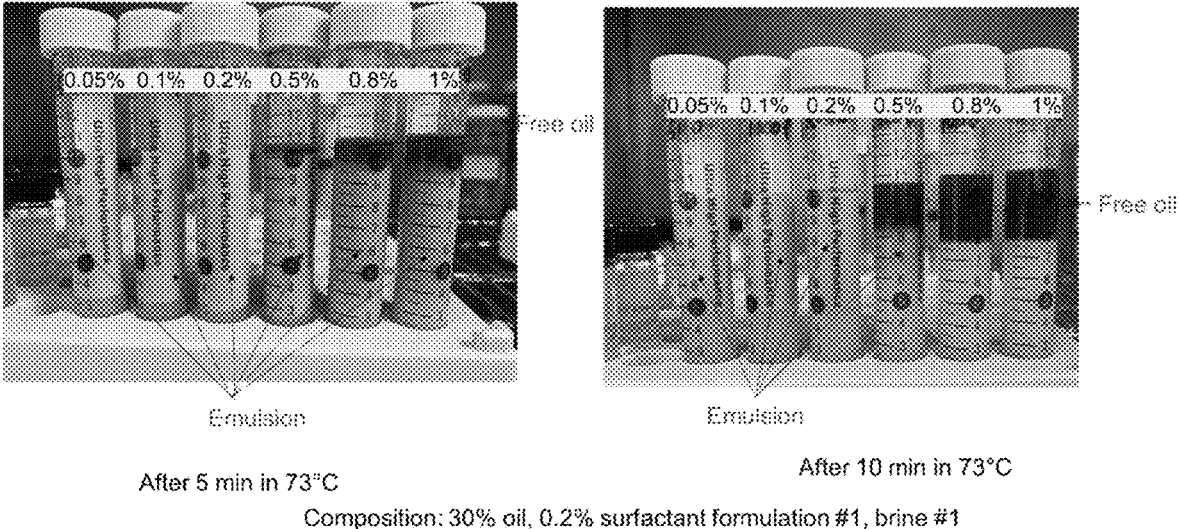 0.05% 0.1% 0.2% 0.5% 0.8% 1%
Free oil
Emulsion
After 5 min in 73°C
0.05% 0.1% 0.2% 0.5% 0.8% 1%
Free oil
Emulsion
After 10 min in 73°C
Composition: 30% oil, 0.2% surfactant formulation #1, brine #1